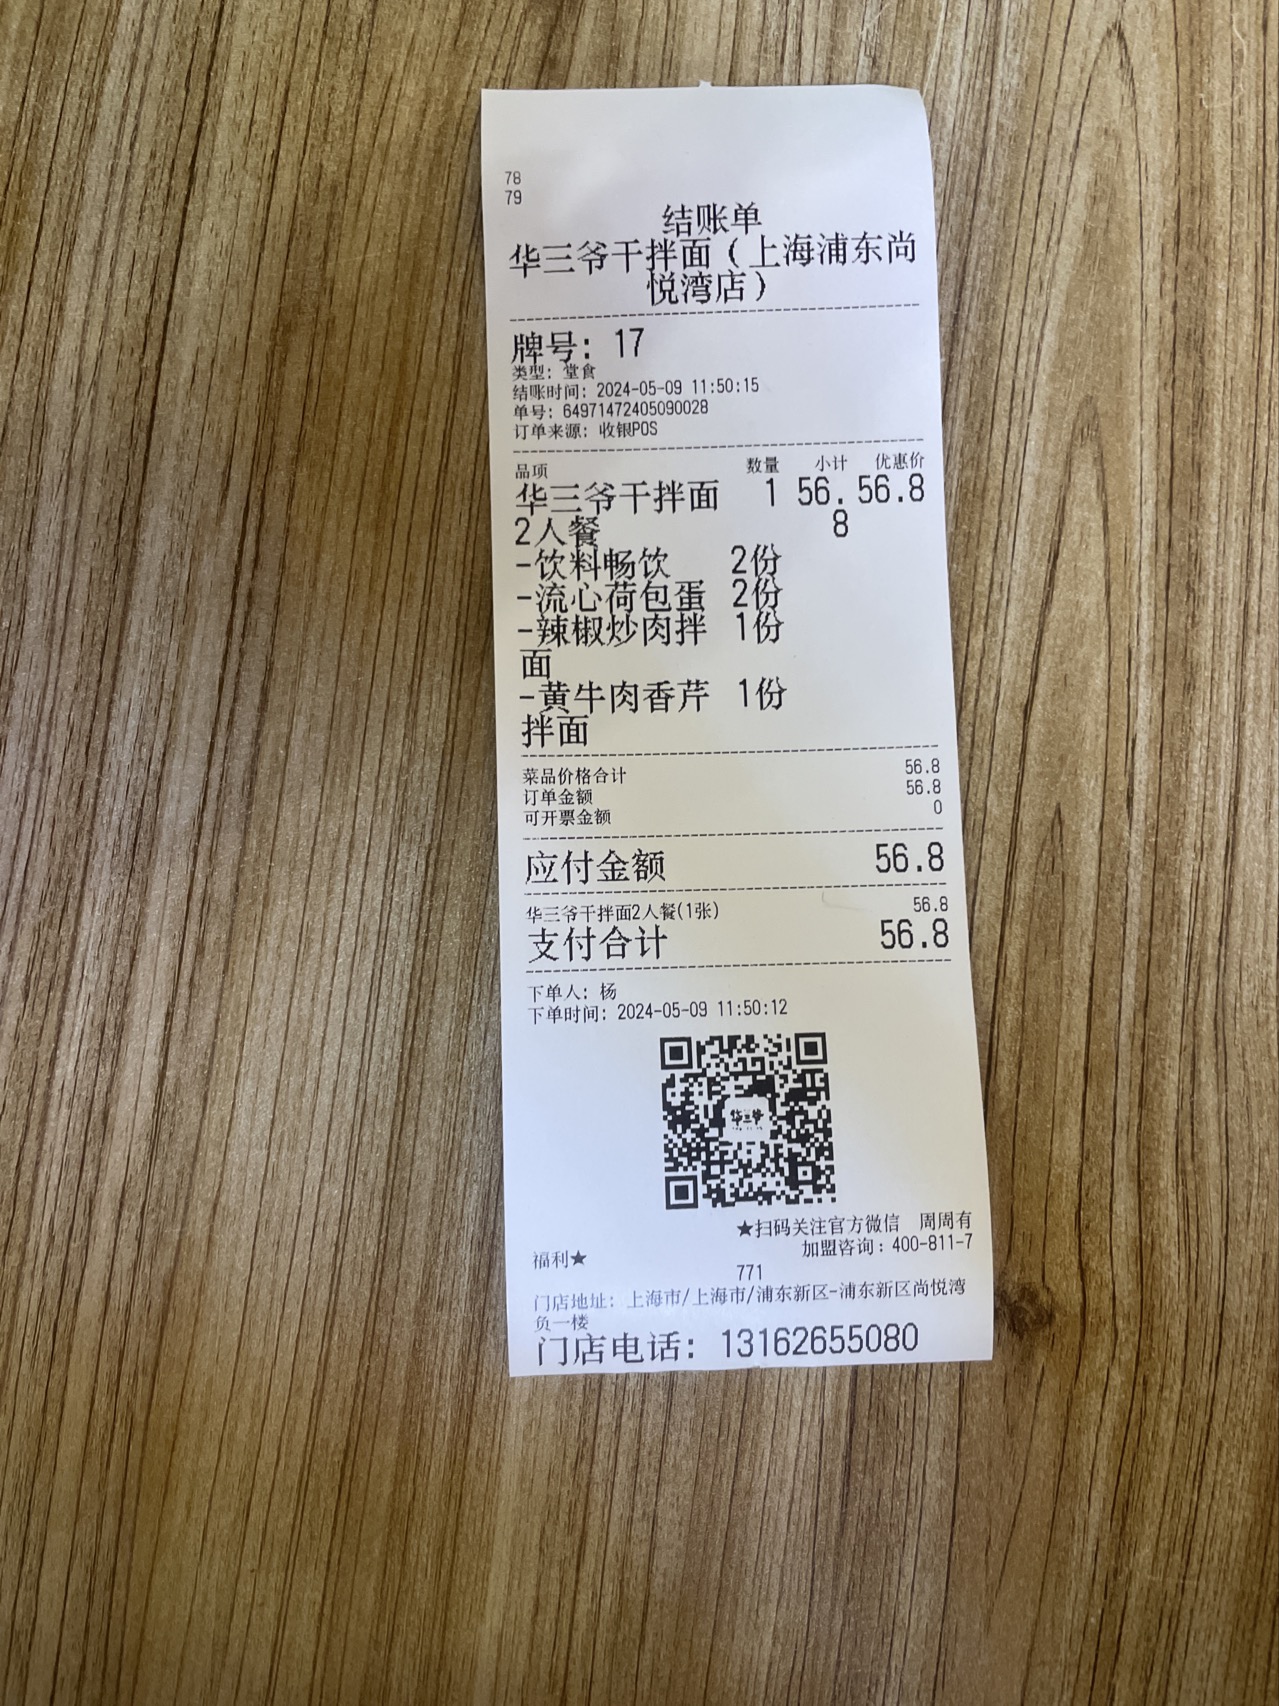 78
79
结账单
华三爷干拌面（上海浦东尚
悦湾店）
牌号: 17
类型: 堂食
结账时间: 2024-05-09 11:50:15
单号: 64971472405090028
订单来源: 收银POS
品项 数量 小计 优惠价
华三爷干拌面 1 56. 56.8
2人餐 8
-饮料畅饮 2份
-流心荷包蛋 2份
-辣椒炒肉拌 1份
面
-黄牛肉香芹 1份
拌面
菜品价格合计 56.8
订单金额 56.8
可开票金额 0
应付金额 56.8
华三爷干拌面2人餐(1张) 56.8
支付合计 56.8
下单人: 杨
下单时间: 2024-05-09 11:50:12
华三爷
★扫码关注官方微信 周周有
福利★ 加盟咨询: 400-811-7
771
门店地址: 上海市/上海市/浦东新区-浦东新区尚悦湾
负一楼
门店电话: 13162655080